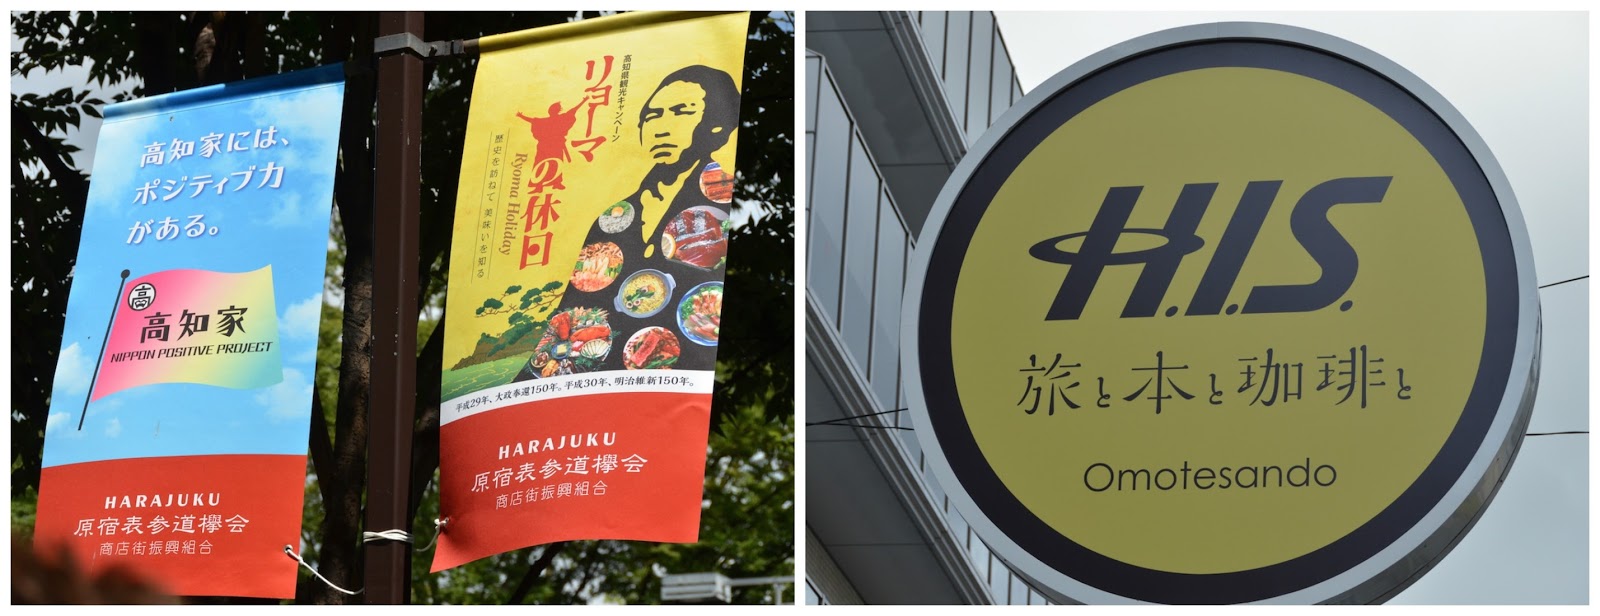 高知家には、
ポジティブ力
がある。
高
高知家
NIPPON POSITIVE PROJECT
HARAJUKU
原宿表参道欅会
商店街振興組合
高知県観光キャンペーン
リョーマの休日
Ryoma Holiday
歴史を訪ねて 美味いを知る
平成29年、大政奉還150年。平成30年、明治維新150年。
HARAJUKU
原宿表参道欅会
商店街振興組合
H.I.S.
旅と本と珈琲と
Omotesando